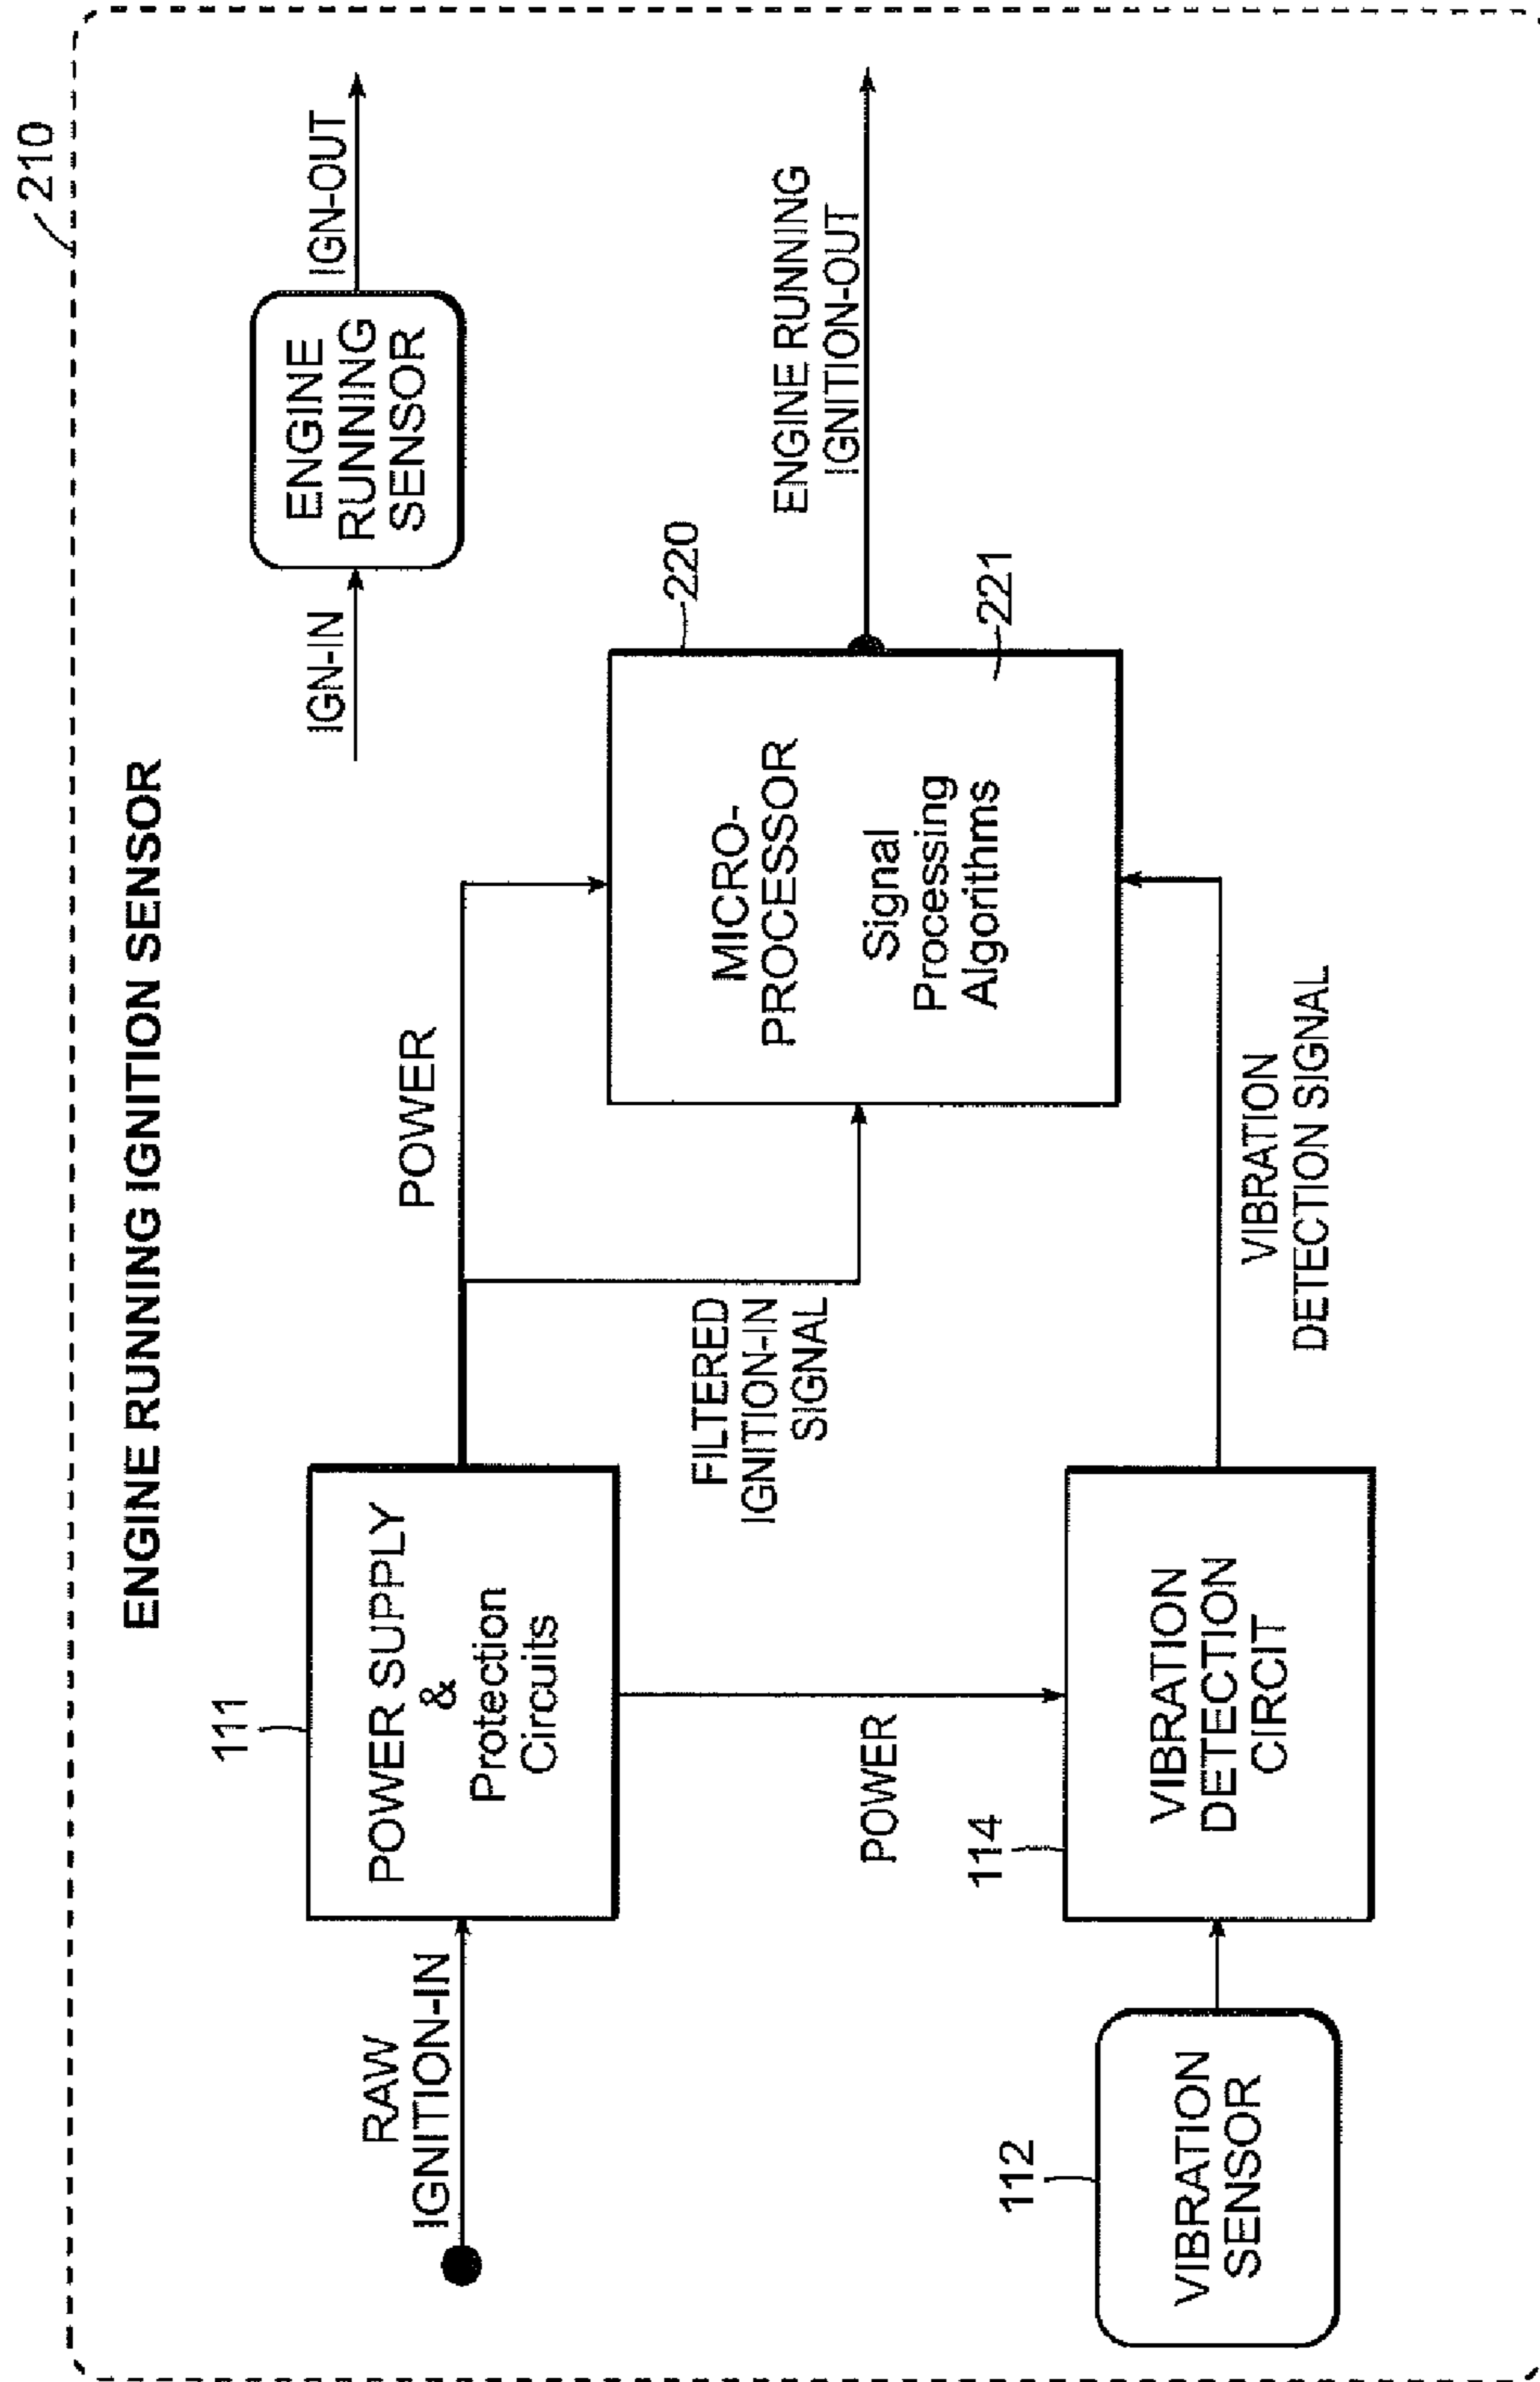 210
ENGINE RUNNING IGNITION SENSOR
IGN-IN
ENGINE
RUNNING
SENSOR
IGN-OUT
RAW
IGNITION-IN
111
POWER SUPPLY
&
Protection
Circuits
POWER
FILTERED
IGNITION-IN
SIGNAL
220
MICRO-
PROCESSOR
Signal
Processing
Algorithms
221
ENGINE RUNNING
IGNITION-OUT
POWER
112
VIBRATION
SENSOR
114
VIBRATION
DETECTION
CIRCIT
VIBRATION
DETECTION SIGNAL